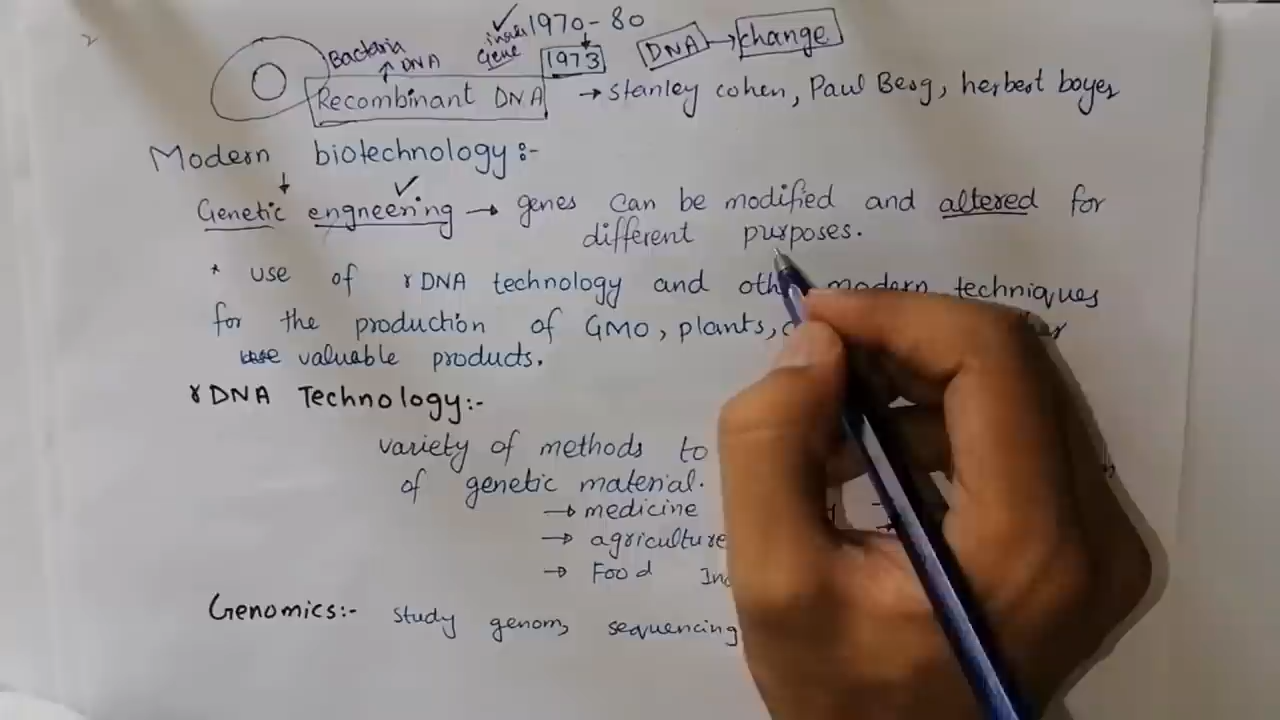 ✓ 1970-80
Bacteria
↑ DNA
Gene
1973
DNA → change
Recombinant DNA → Stanley cohen, Paul Berg, herbert boyer
Modern biotechnology:-
Genetic engneering → genes can be modified and altered for
different purposes.
* use of rDNA technology and modern techniques
for the production of GMO, plants,
valuable products.
rDNA Technology:-
variety of methods to
of genetic material.
→ medicine
→ agriculture
→ Food
Genomics:- study genom, sequencing